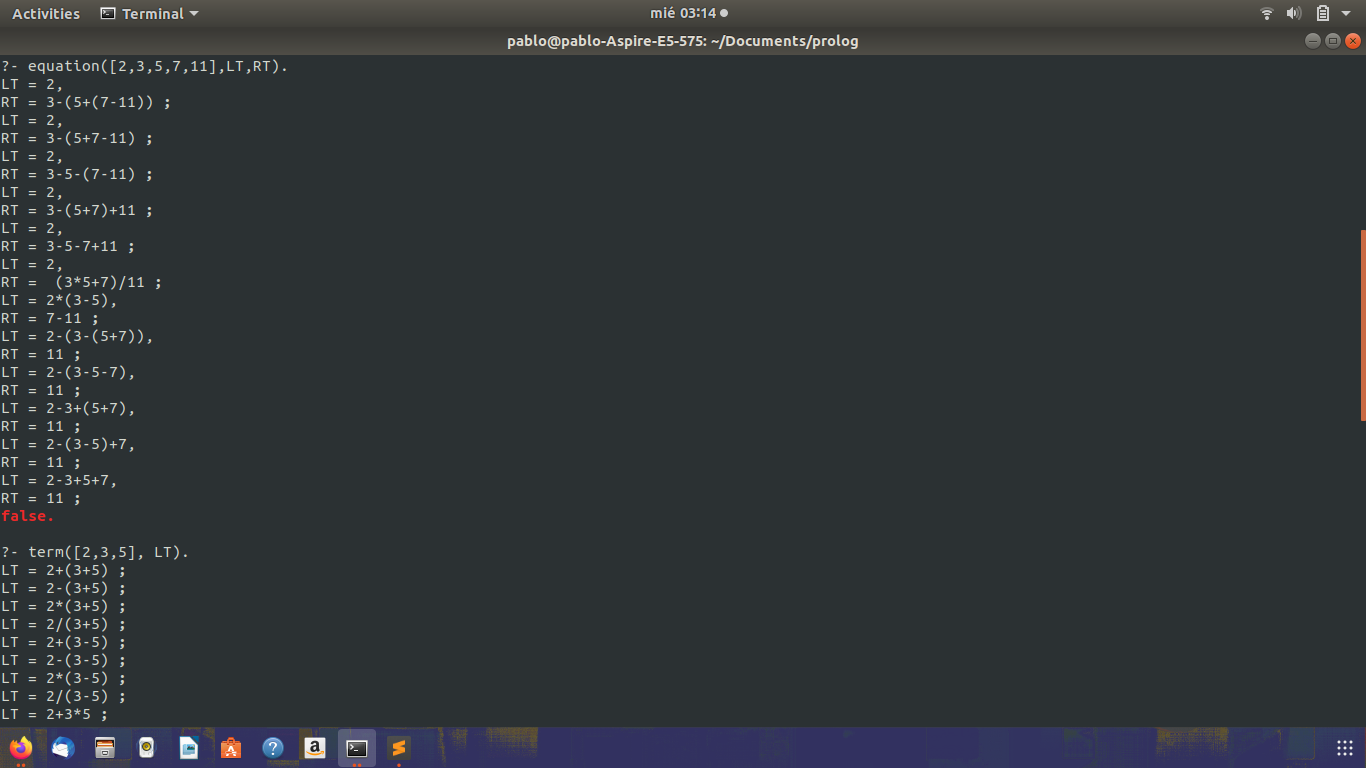 Activities Terminal mié 03:14
pablo@pablo-Aspire-E5-575: ~/Documents/prolog
?- equation([2,3,5,7,11],LT,RT).
LT = 2,
RT = 3-(5+(7-11)) ;
LT = 2,
RT = 3-(5+7-11) ;
LT = 2,
RT = 3-5-(7-11) ;
LT = 2,
RT = 3-(5+7)+11 ;
LT = 2,
RT = 3-5-7+11 ;
LT = 2,
RT =  (3*5+7)/11 ;
LT = 2*(3-5),
RT = 7-11 ;
LT = 2-(3-(5+7)),
RT = 11 ;
LT = 2-(3-5-7),
RT = 11 ;
LT = 2-3+(5+7),
RT = 11 ;
LT = 2-(3-5)+7,
RT = 11 ;
LT = 2-3+5+7,
RT = 11 ;
false.
?- term([2,3,5], LT).
LT = 2+(3+5) ;
LT = 2-(3+5) ;
LT = 2*(3+5) ;
LT = 2/(3+5) ;
LT = 2+(3-5) ;
LT = 2-(3-5) ;
LT = 2*(3-5) ;
LT = 2/(3-5) ;
LT = 2+3*5 ;